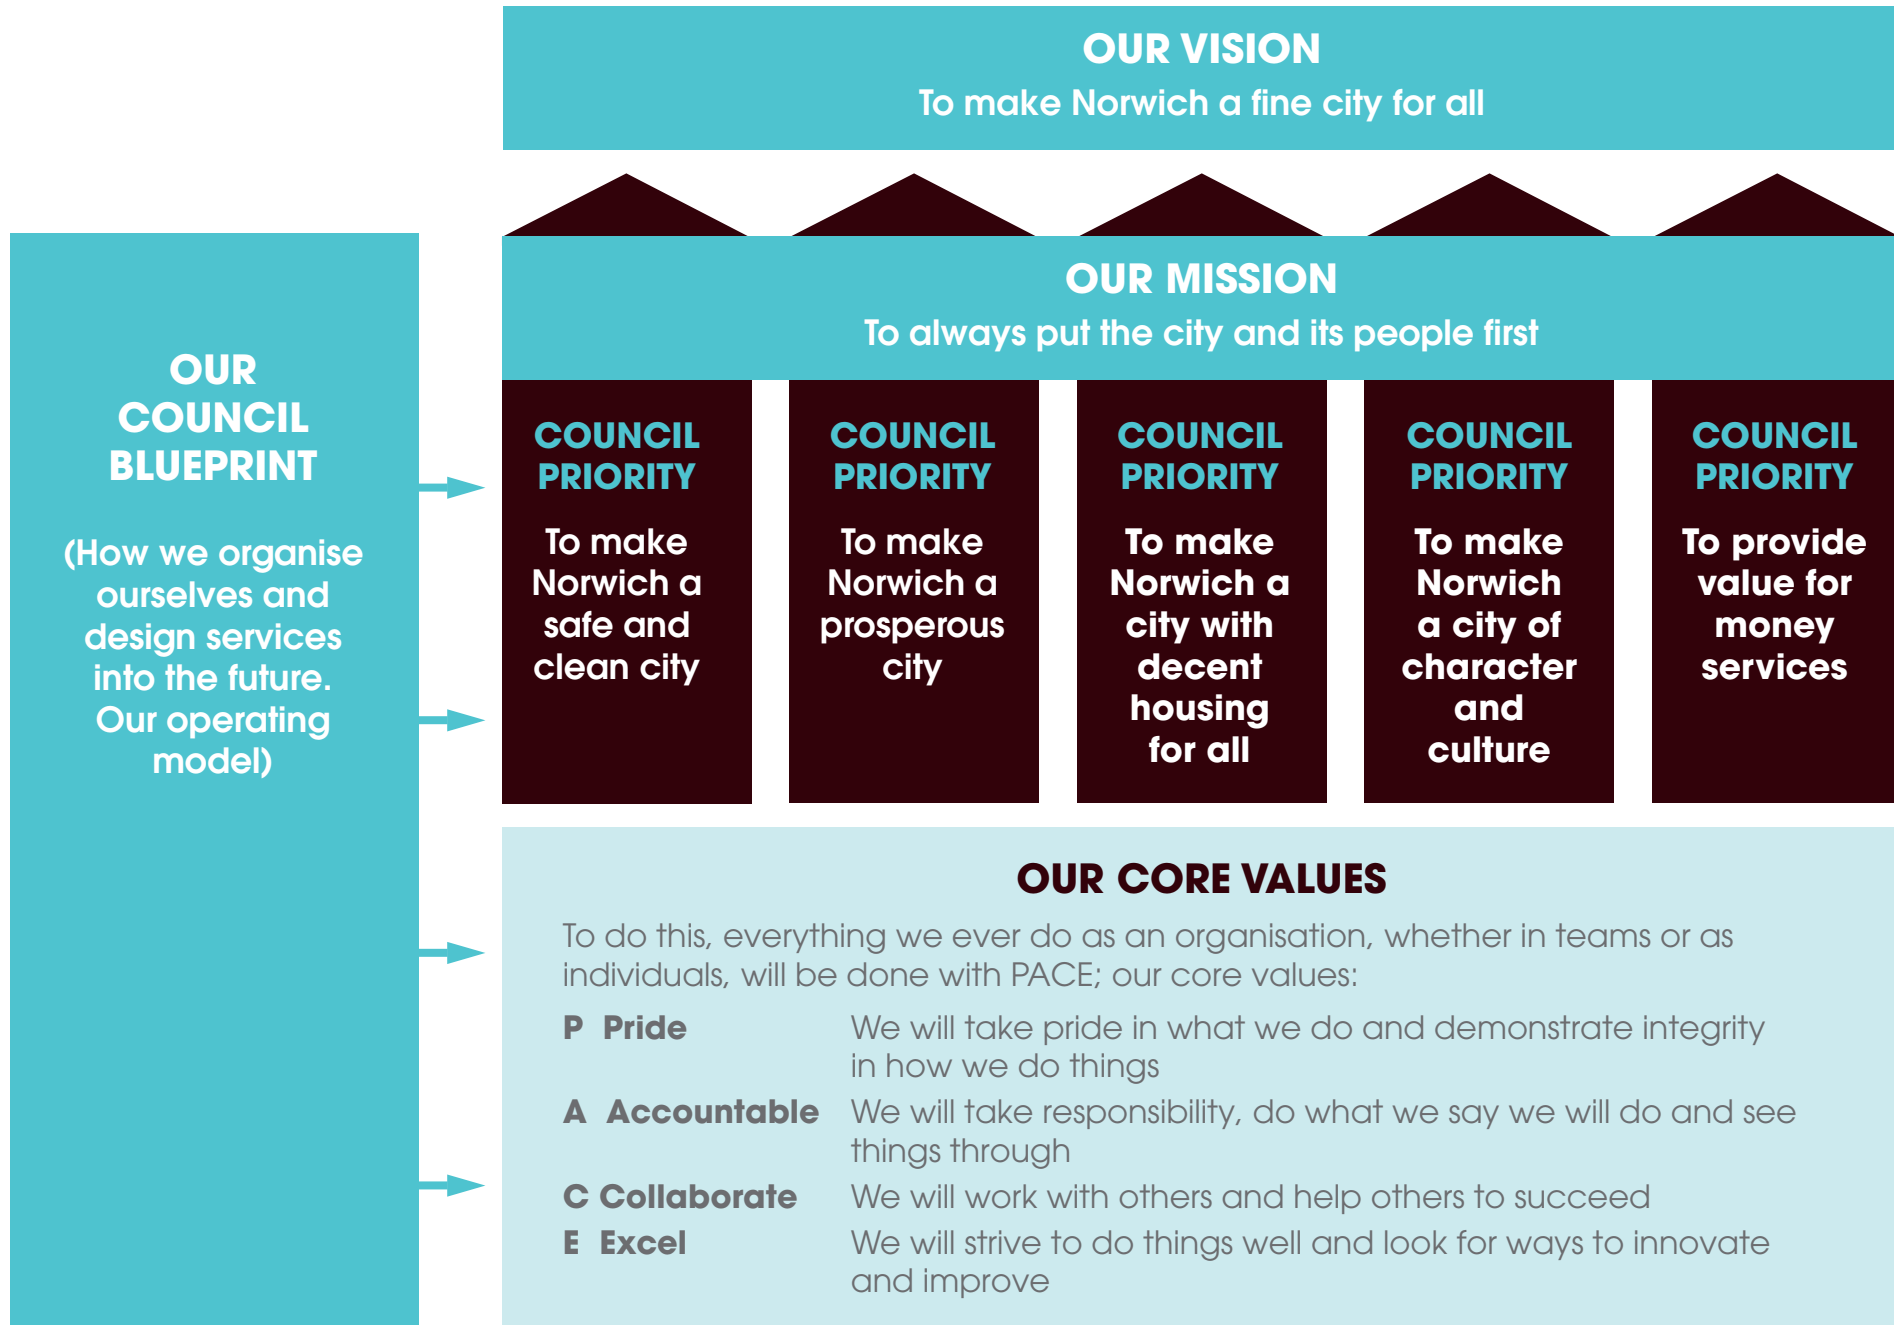 OUR VISION
To make Norwich a fine city for all
OUR MISSION
To always put the city and its people first
OUR
COUNCIL
BLUEPRINT
(How we organise
ourselves and
design services
into the future.
Our operating
model)
COUNCIL
PRIORITY
To make
Norwich a
safe and
clean city
COUNCIL
PRIORITY
To make
Norwich a
prosperous
city
COUNCIL
PRIORITY
To make
Norwich a
city with
decent
housing
for all
COUNCIL
PRIORITY
To make
Norwich
a city of
character
and
culture
COUNCIL
PRIORITY
To provide
value for
money
services
OUR CORE VALUES
To do this, everything we ever do as an organisation, whether in teams or as
individuals, will be done with PACE; our core values:
P Pride We will take pride in what we do and demonstrate integrity
in how we do things
A Accountable We will take responsibility, do what we say we will do and see
things through
C Collaborate We will work with others and help others to succeed
E Excel We will strive to do things well and look for ways to innovate
and improve